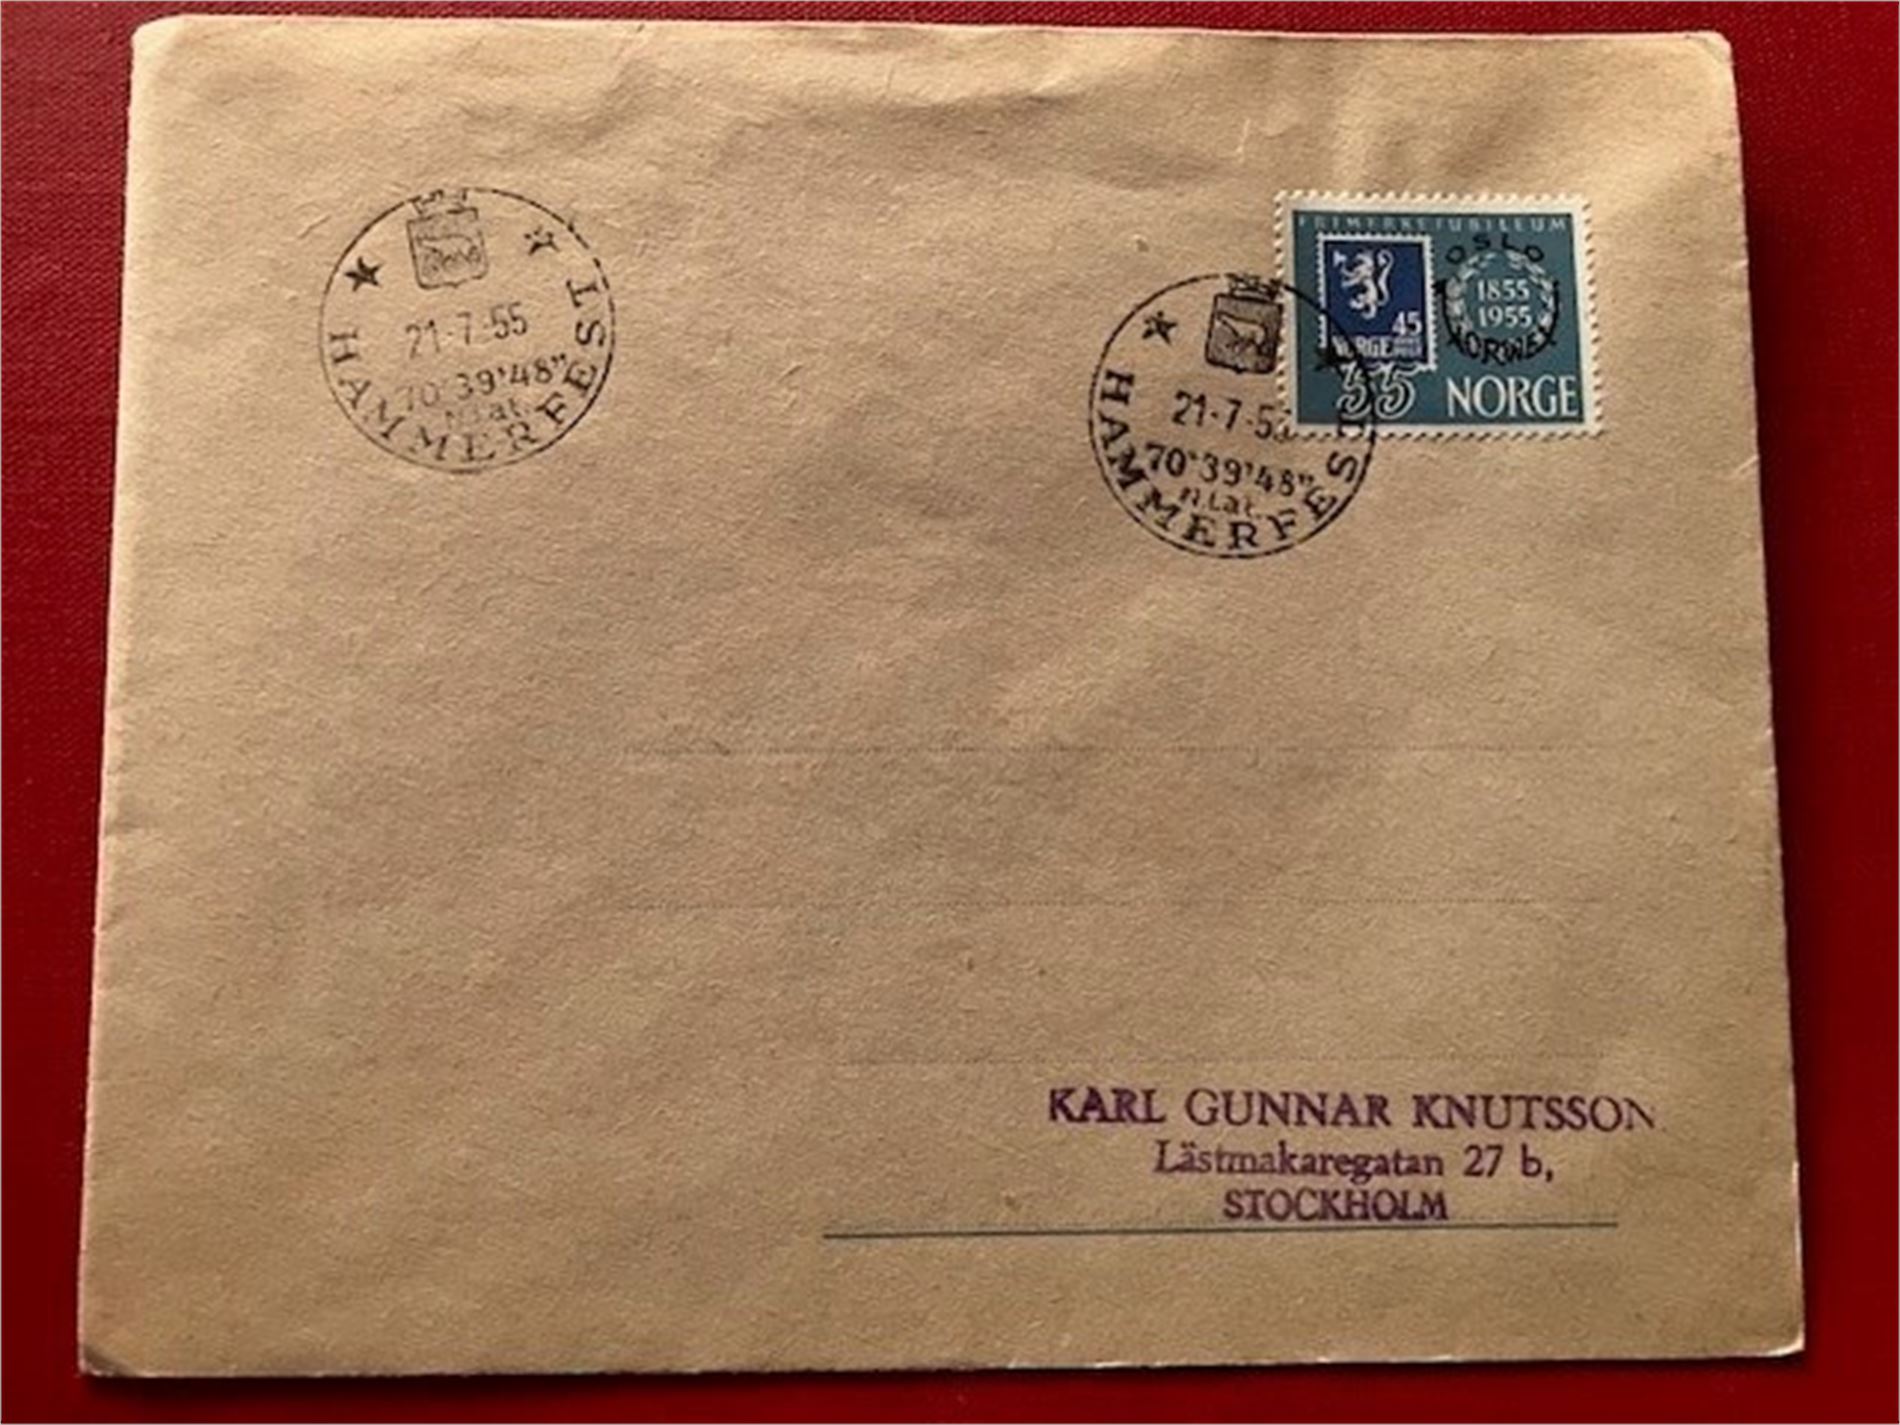 21-7-55
70°39'48"
N.lat.
HAMMERFEST
FRIMERKEJUBILEUM
OSLO
1855
1955
NORWEX
45
NORGE
55 NORGE
21-7-55
70°39'48"
N.lat.
HAMMERFEST
KARL GUNNAR KNUTSSON
Lästmakaregatan 27 b,
STOCKHOLM